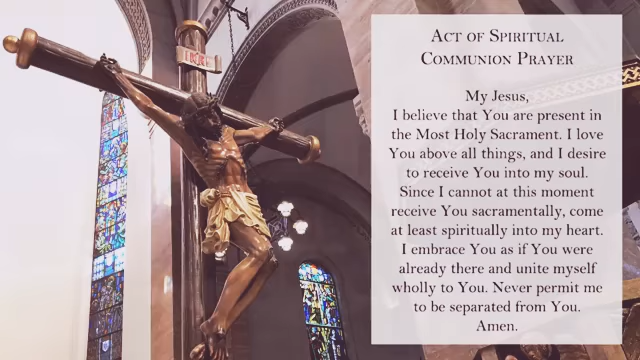 Act of Spiritual
Communion Prayer
My Jesus,
I believe that You are present in
the Most Holy Sacrament. I love
You above all things, and I desire
to receive You into my soul.
Since I cannot at this moment
receive You sacramentally, come
at least spiritually into my heart.
I embrace You as if You were
already there and unite myself
wholly to You. Never permit me
to be separated from You.
Amen.